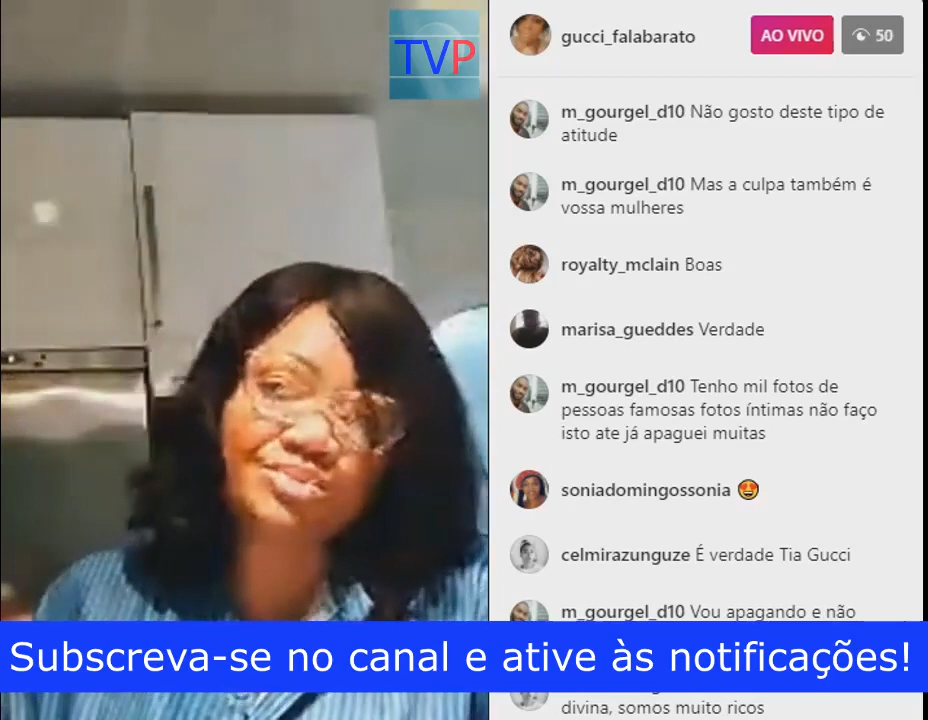 TVP
gucci_falabarato
AO VIVO
50
m_gourgel_d10 Não gosto deste tipo de
atitude
m_gourgel_d10 Mas a culpa também é
vossa mulheres
royalty_mclain Boas
marisa_gueddes Verdade
m_gourgel_d10 Tenho mil fotos de
pessoas famosas fotos íntimas não faço
isto ate já apaguei muitas
soniadomingossonia 🤩
celmirazunguze É verdade Tia Gucci
m_gourgel_d10 Vou apagando e não
Subscreva-se no canal e ative às notificações!
divina, somos muito ricos